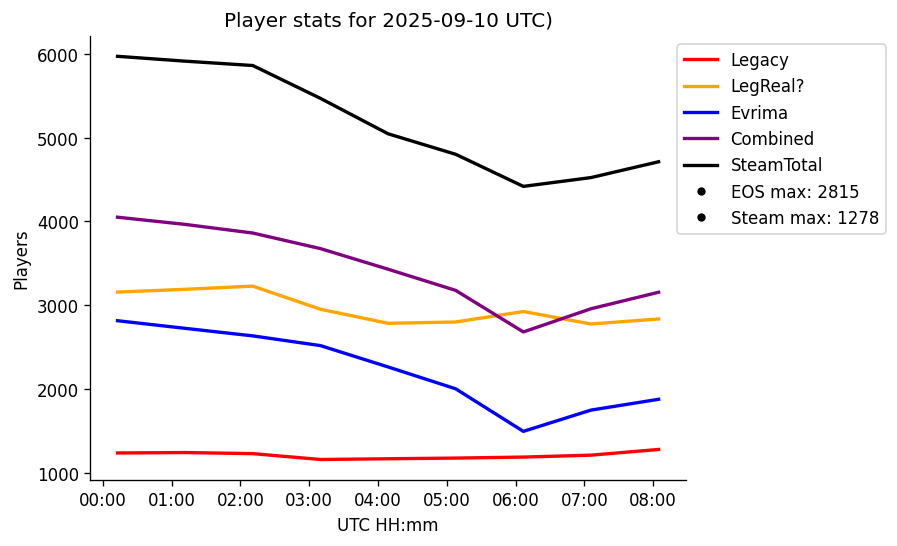 Player stats for 2025-09-10 UTC)
6000
5000
4000
3000
2000
1000
Players
00:00 01:00 02:00 03:00 04:00 05:00 06:00 07:00 08:00
UTC HH:mm
Legacy
LegReal?
Evrima
Combined
SteamTotal
EOS max: 2815
Steam max: 1278